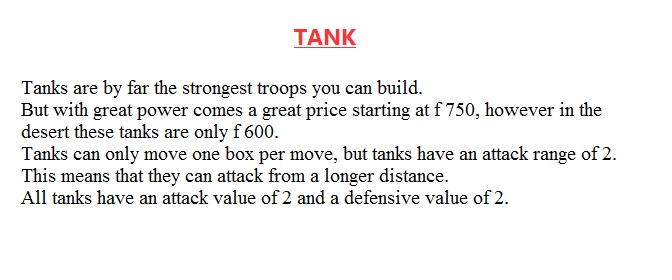 TANK
Tanks are by far the strongest troops you can build.
But with great power comes a great price starting at f 750, however in the
desert these tanks are only f 600.
Tanks can only move one box per move, but tanks have an attack range of 2.
This means that they can attack from a longer distance.
All tanks have an attack value of 2 and a defensive value of 2.